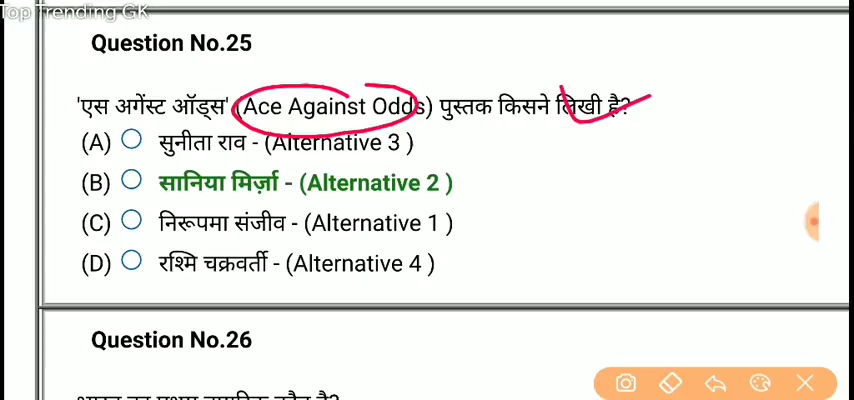 Top Trending GK
Question No.25
'एस अगेंस्ट ऑड्स' (Ace Against Odds) पुस्तक किसने लिखी है?
(A) सुनीता राव - (Alternative 3 )
(B) सानिया मिर्ज़ा - (Alternative 2 )
(C) निरूपमा संजीव - (Alternative 1 )
(D) रश्मि चक्रवर्ती - (Alternative 4 )
Question No.26